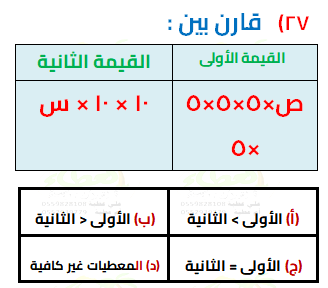 ٢٧) قارن بين :
القيمة الأولى القيمة الثانية
ص×٥×٥×٥ ١٠ × ١٠ × س
×٥
(أ) الأولى > الثانية (ب) الأولى < الثانية
(ج) الأولى = الثانية (د) المعطيات غير كافية